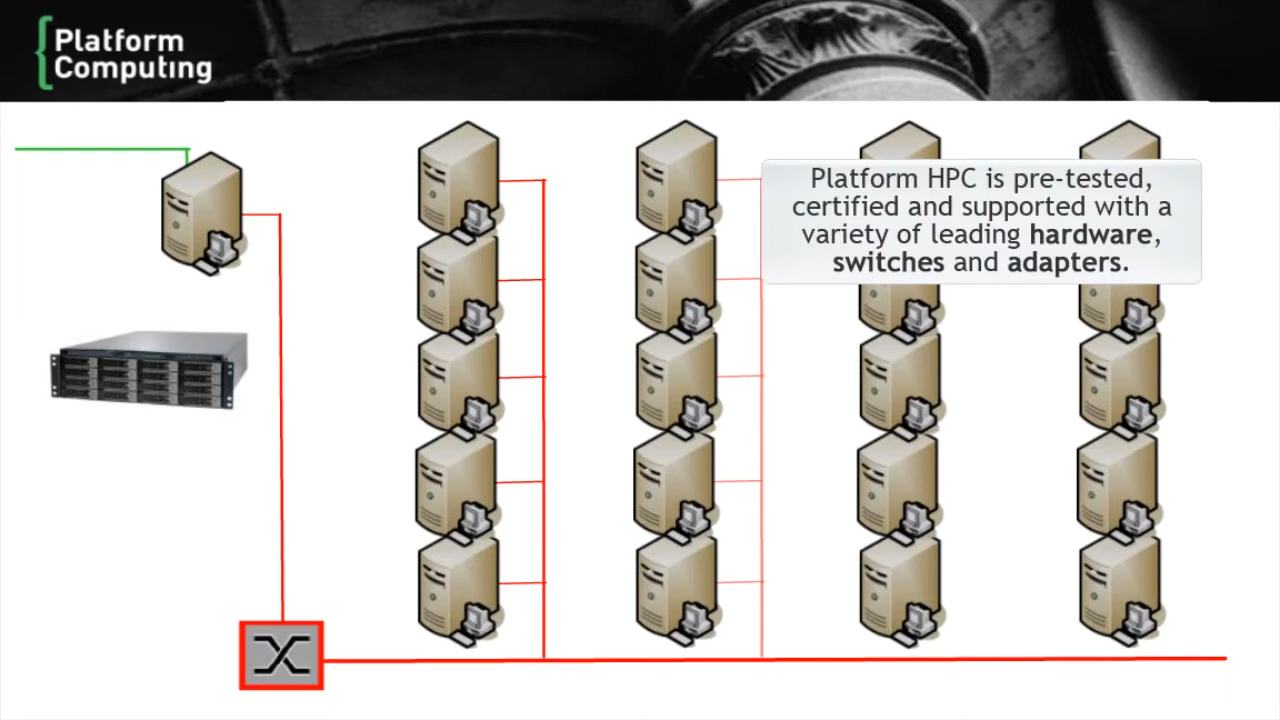 Platform
Computing
Platform HPC is pre-tested,
certified and supported with a
variety of leading hardware,
switches and adapters.